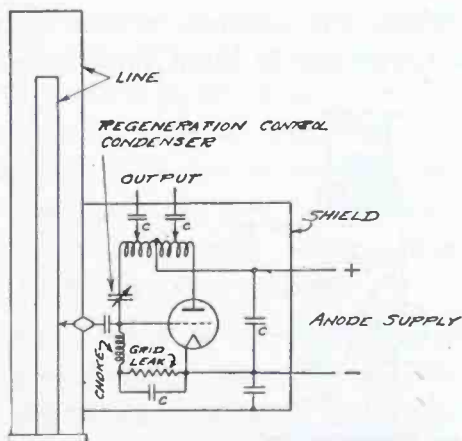 LINE
REGENERATION CONTROL
CONDENSER
OUTPUT
C C
SHIELD
+
C
ANODE SUPPLY
CHOKE
GRID
LEAK
-
C